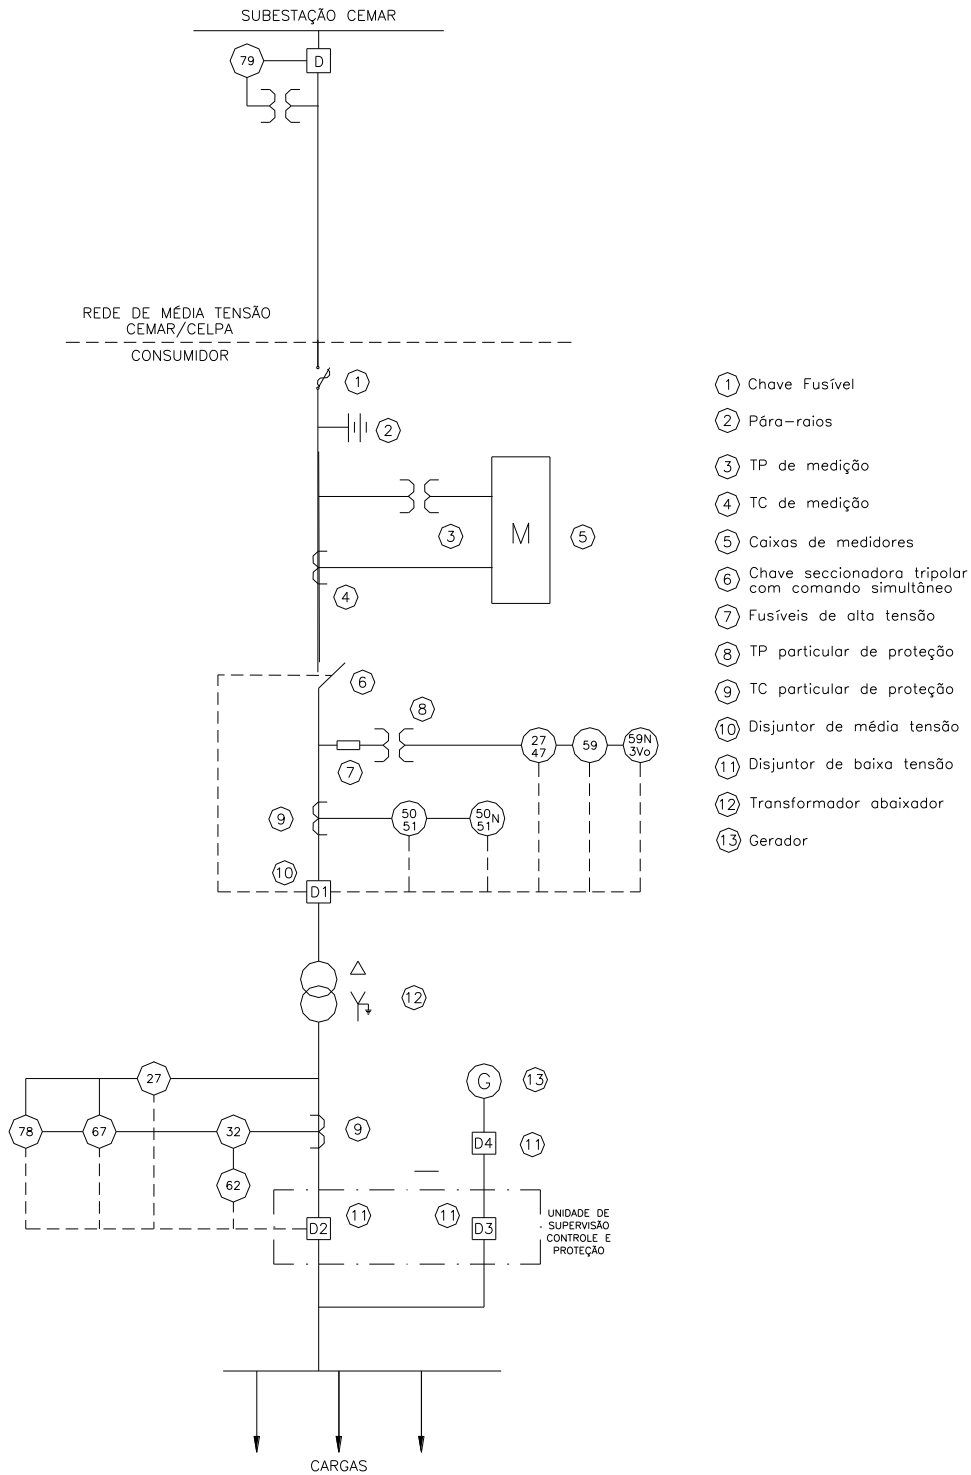 SUBESTAÇÃO CEMAR
79
D
REDE DE MÉDIA TENSÃO
CEMAR/CELPA
CONSUMIDOR
1
2
3
M
5
4
6
8
7
27
47
59
59N
3Vo
9
50
51
50N
51
10
D1
12
27
G
13
78
67
32
9
D4
11
62
11
11
D2
D3
UNIDADE DE
SUPERVISÃO
CONTROLE E
PROTEÇÃO
CARGAS
1 Chave Fusível
2 Pára-raios
3 TP de medição
4 TC de medição
5 Caixas de medidores
6 Chave seccionadora tripolar
com comando simultâneo
7 Fusíveis de alta tensão
8 TP particular de proteção
9 TC particular de proteção
10 Disjuntor de média tensão
11 Disjuntor de baixa tensão
12 Transformador abaixador
13 Gerador